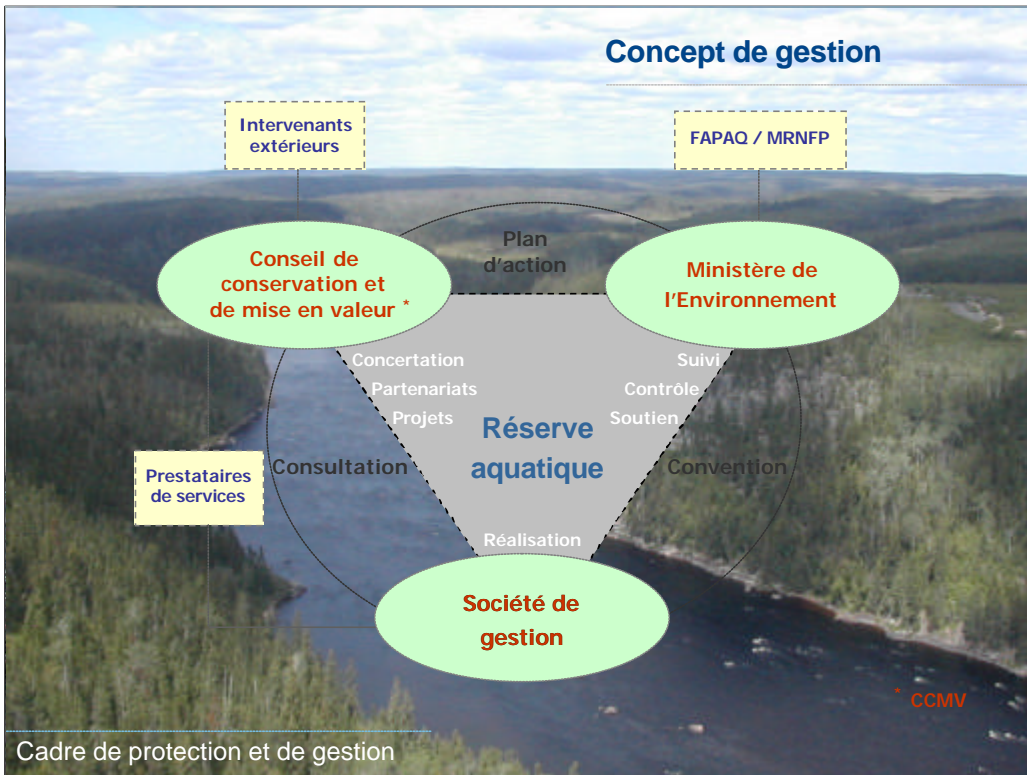 Concept de gestion
Intervenants
extérieurs
FAPAQ / MRNFP
Plan
d'action
Conseil de
conservation et
de mise en valeur *
Ministère de
l'Environnement
Concertation
Partenariats
Projets
Suivi
Contrôle
Soutien
Réserve
aquatique
Consultation
Convention
Prestataires
de services
Réalisation
Société de
gestion
* CCMV
Cadre de protection et de gestion